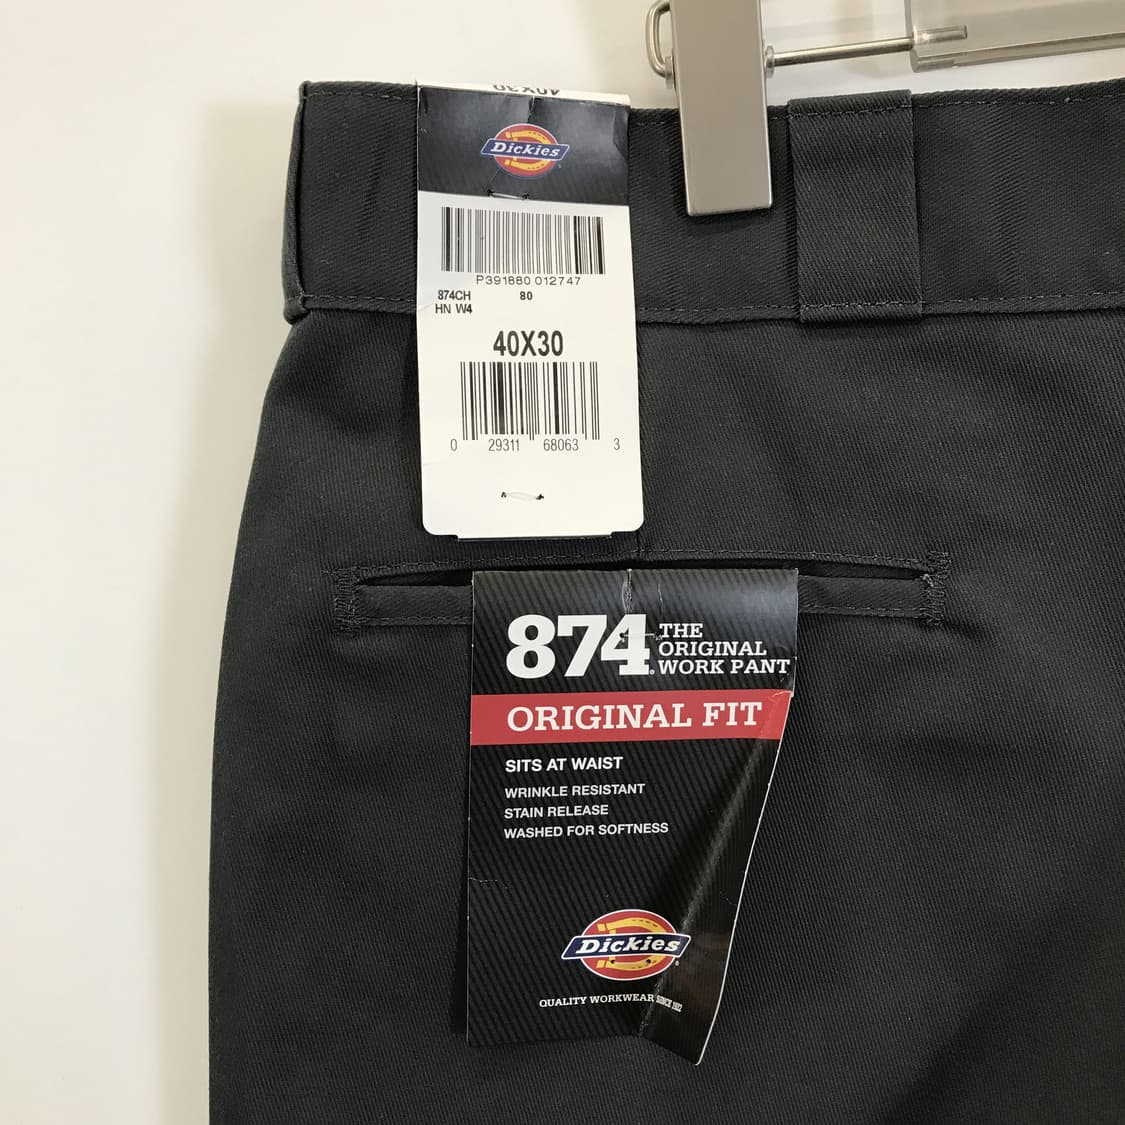 40X30
Dickies
P391880 012747
874CH 80
HN W4
40X30
0 29311 68063 3
874 THE
ORIGINAL
WORK PANT
ORIGINAL FIT
SITS AT WAIST
WRINKLE RESISTANT
STAIN RELEASE
WASHED FOR SOFTNESS
Dickies
QUALITY WORKWEAR SINCE 1922